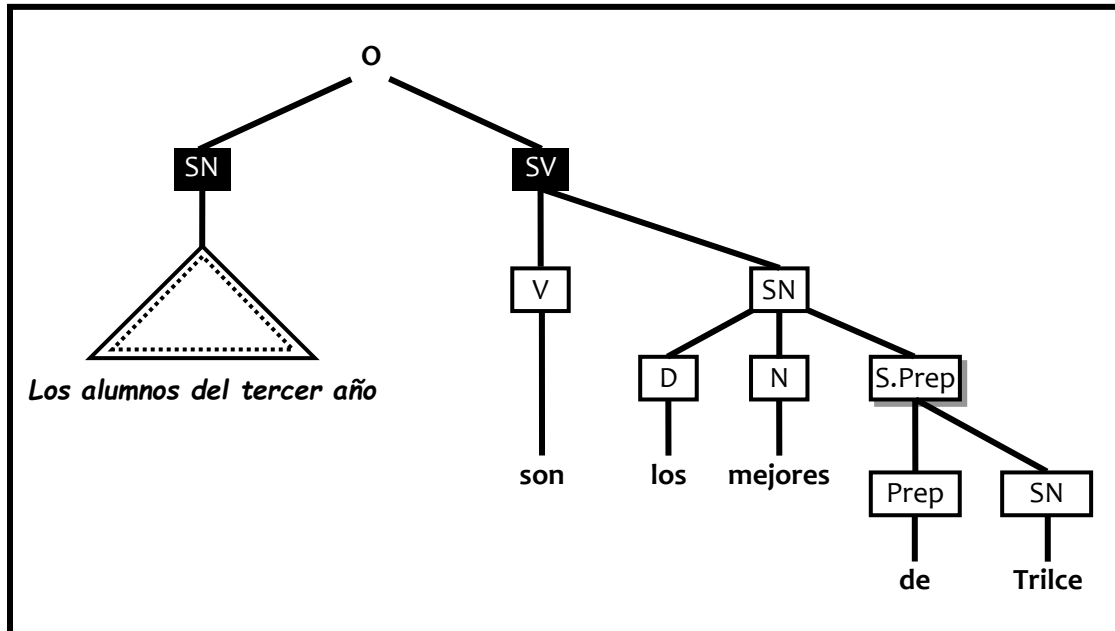 O
SN SV
V SN
Los alumnos del tercer año
D N S.Prep
son los mejores
Prep SN
de Trilce